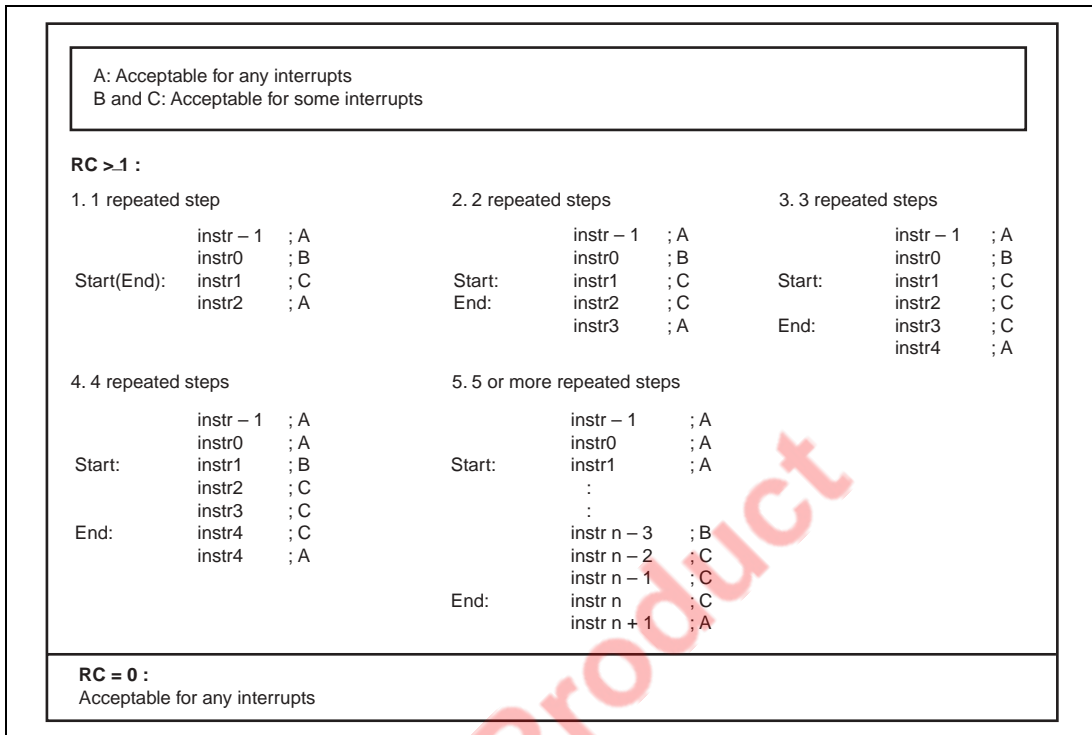 A: Acceptable for any interrupts
B and C: Acceptable for some interrupts
RC ≥ 1 :
1. 1 repeated step
instr – 1 ; A
instr0 ; B
Start(End): instr1 ; C
instr2 ; A
2. 2 repeated steps
instr – 1 ; A
instr0 ; B
Start: instr1 ; C
End: instr2 ; C
instr3 ; A
3. 3 repeated steps
instr – 1 ; A
instr0 ; B
Start: instr1 ; C
instr2 ; C
End: instr3 ; C
instr4 ; A
4. 4 repeated steps
instr – 1 ; A
instr0 ; A
Start: instr1 ; B
instr2 ; C
instr3 ; C
End: instr4 ; C
instr4 ; A
5. 5 or more repeated steps
instr – 1 ; A
instr0 ; A
Start: instr1 ; A
:
:
instr n – 3 ; B
instr n – 2 ; C
instr n – 1 ; C
End: instr n ; C
instr n + 1 ; A
RC = 0 :
Acceptable for any interrupts
Product